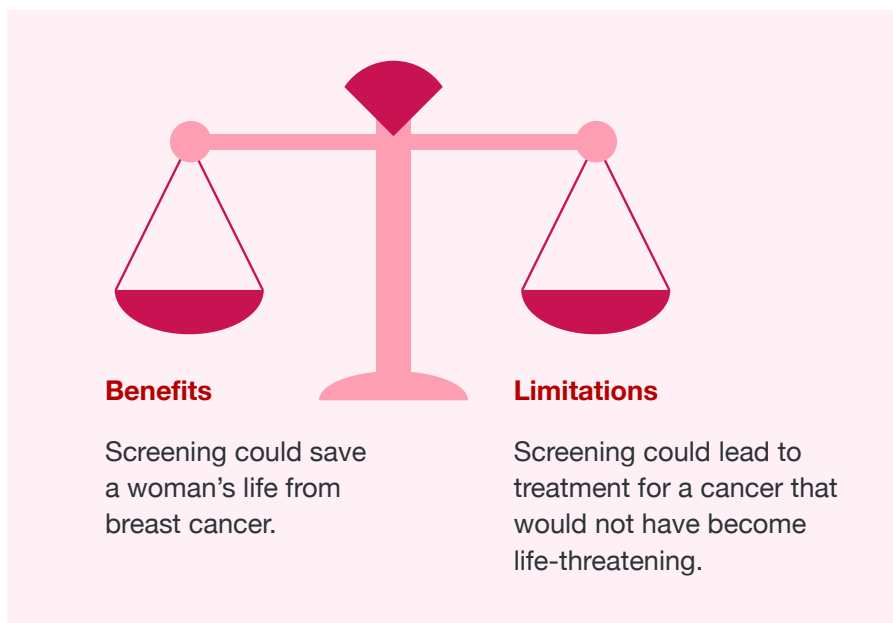 Benefits
Screening could save
a woman’s life from
breast cancer.
Limitations
Screening could lead to
treatment for a cancer that
would not have become
life-threatening.